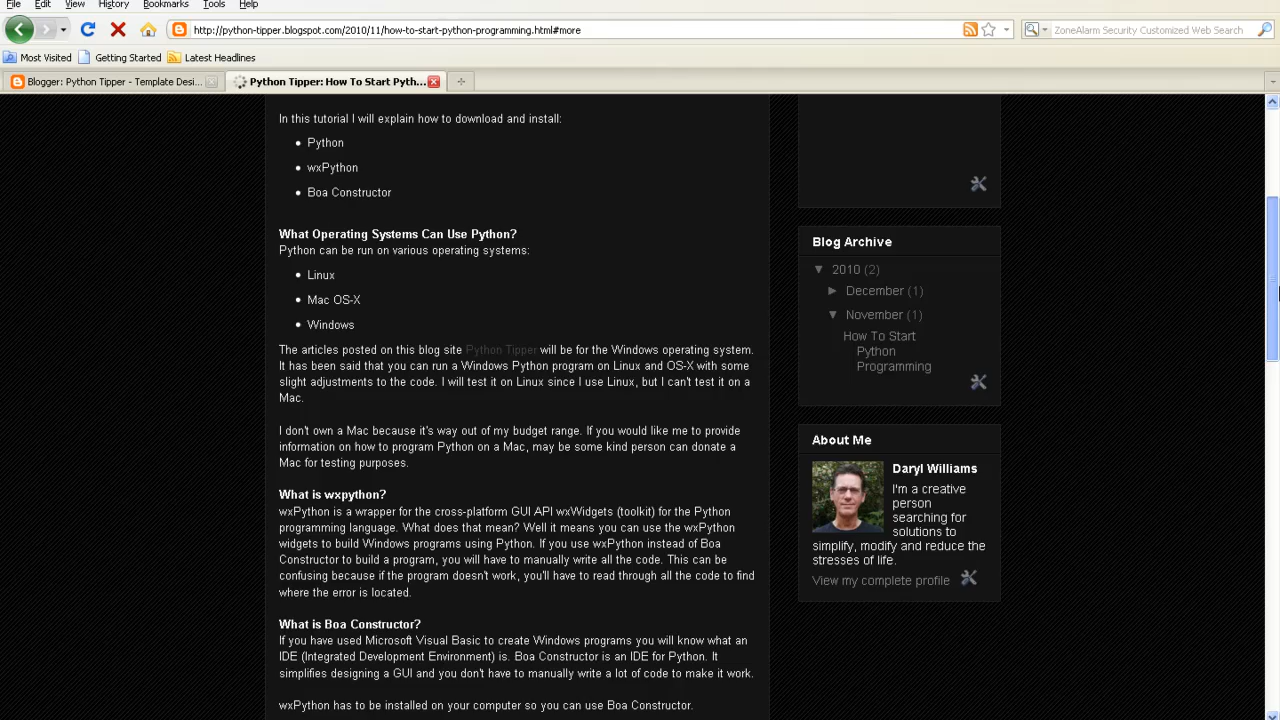 File Edit View History Bookmarks Tools Help
http://python-tipper.blogspot.com/2010/11/how-to-start-python-programming.html#more
ZoneAlarm Security Customized Web Search
Most Visited Getting Started Latest Headlines
Blogger: Python Tipper - Template Desi...
Python Tipper: How To Start Pyth...
In this tutorial I will explain how to download and install:
Python
wxPython
Boa Constructor
What Operating Systems Can Use Python?
Python can be run on various operating systems:
Linux
Mac OS-X
Windows
The articles posted on this blog site Python Tipper will be for the Windows operating system.
It has been said that you can run a Windows Python program on Linux and OS-X with some
slight adjustments to the code. I will test it on Linux since I use Linux, but I can't test it on a
Mac.
I don't own a Mac because it's way out of my budget range. If you would like me to provide
information on how to program Python on a Mac, may be some kind person can donate a
Mac for testing purposes.
What is wxpython?
wxPython is a wrapper for the cross-platform GUI API wxWidgets (toolkit) for the Python
programming language. What does that mean? Well it means you can use the wxPython
widgets to build Windows programs using Python. If you use wxPython instead of Boa
Constructor to build a program, you will have to manually write all the code. This can be
confusing because if the program doesn't work, you'll have to read through all the code to find
where the error is located.
What is Boa Constructor?
If you have used Microsoft Visual Basic to create Windows programs you will know what an
IDE (Integrated Development Environment) is. Boa Constructor is an IDE for Python. It
simplifies designing a GUI and you don't have to manually write a lot of code to make it work.
wxPython has to be installed on your computer so you can use Boa Constructor.
Blog Archive
▼ 2010 (2)
► December (1)
▼ November (1)
How To Start
Python
Programming
About Me
Daryl Williams
I'm a creative
person
searching for
solutions to
simplify, modify and reduce the
stresses of life.
View my complete profile